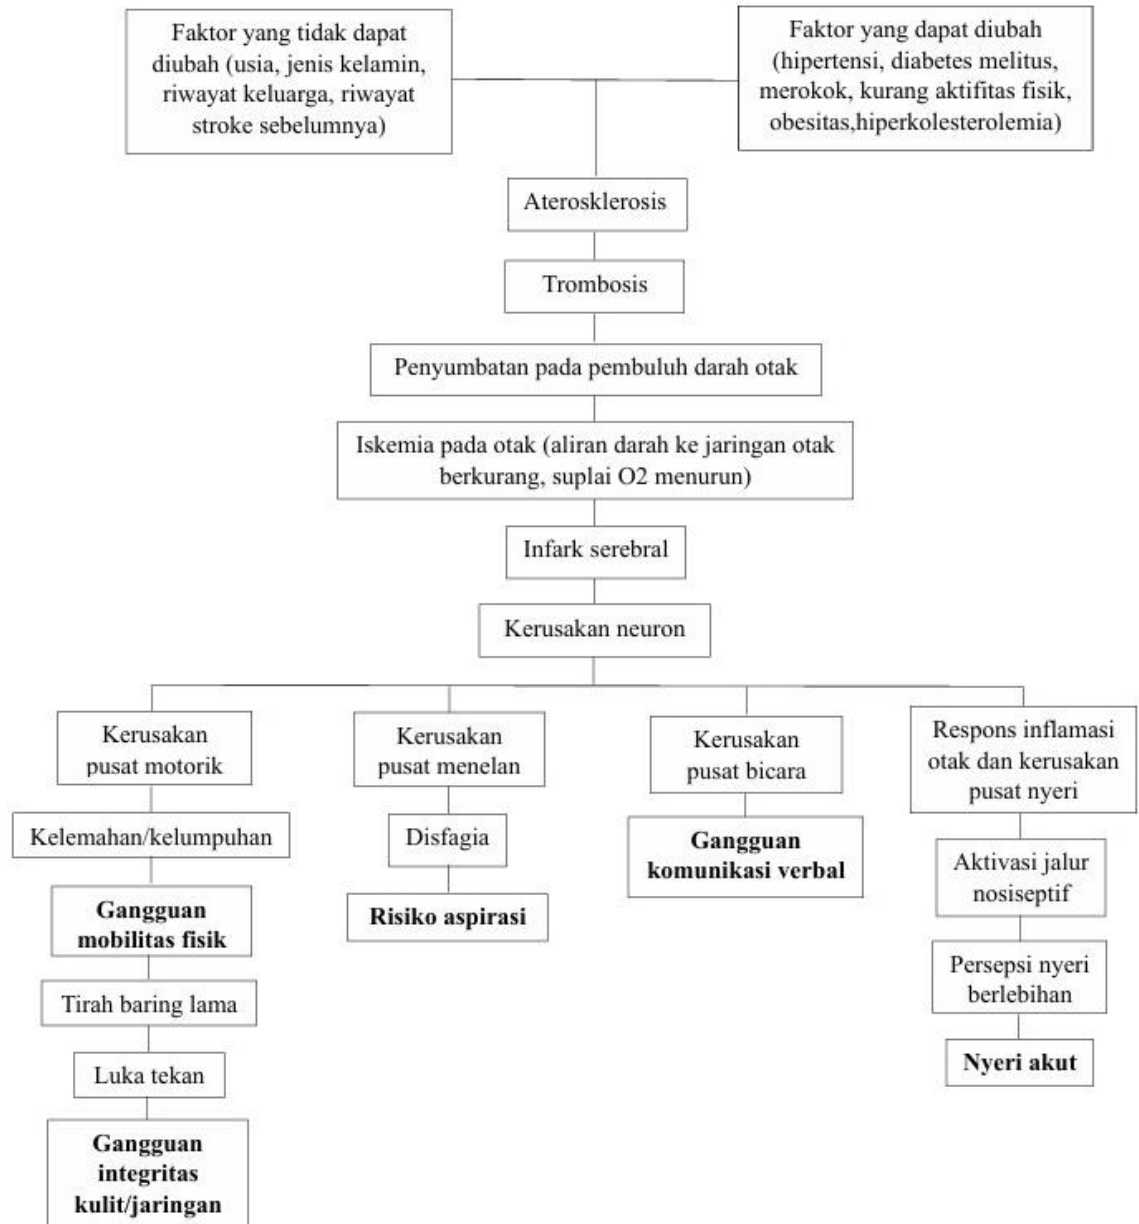 Faktor yang tidak dapat
diubah (usia, jenis kelamin,
riwayat keluarga, riwayat
stroke sebelumnya)
Faktor yang dapat diubah
(hipertensi, diabetes melitus,
merokok, kurang aktifitas fisik,
obesitas,hiperkolesterolemia)
Aterosklerosis
Trombosis
Penyumbatan pada pembuluh darah otak
Iskemia pada otak (aliran darah ke jaringan otak
berkurang, suplai O2 menurun)
Infark serebral
Kerusakan neuron
Kerusakan
pusat motorik
Kelemahan/kelumpuhan
Gangguan
mobilitas fisik
Tirah baring lama
Luka tekan
Gangguan
integritas
kulit/jaringan
Kerusakan
pusat menelan
Disfagia
Risiko aspirasi
Kerusakan
pusat bicara
Gangguan
komunikasi verbal
Respons inflamasi
otak dan kerusakan
pusat nyeri
Aktivasi jalur
nosiseptif
Persepsi nyeri
berlebihan
Nyeri akut